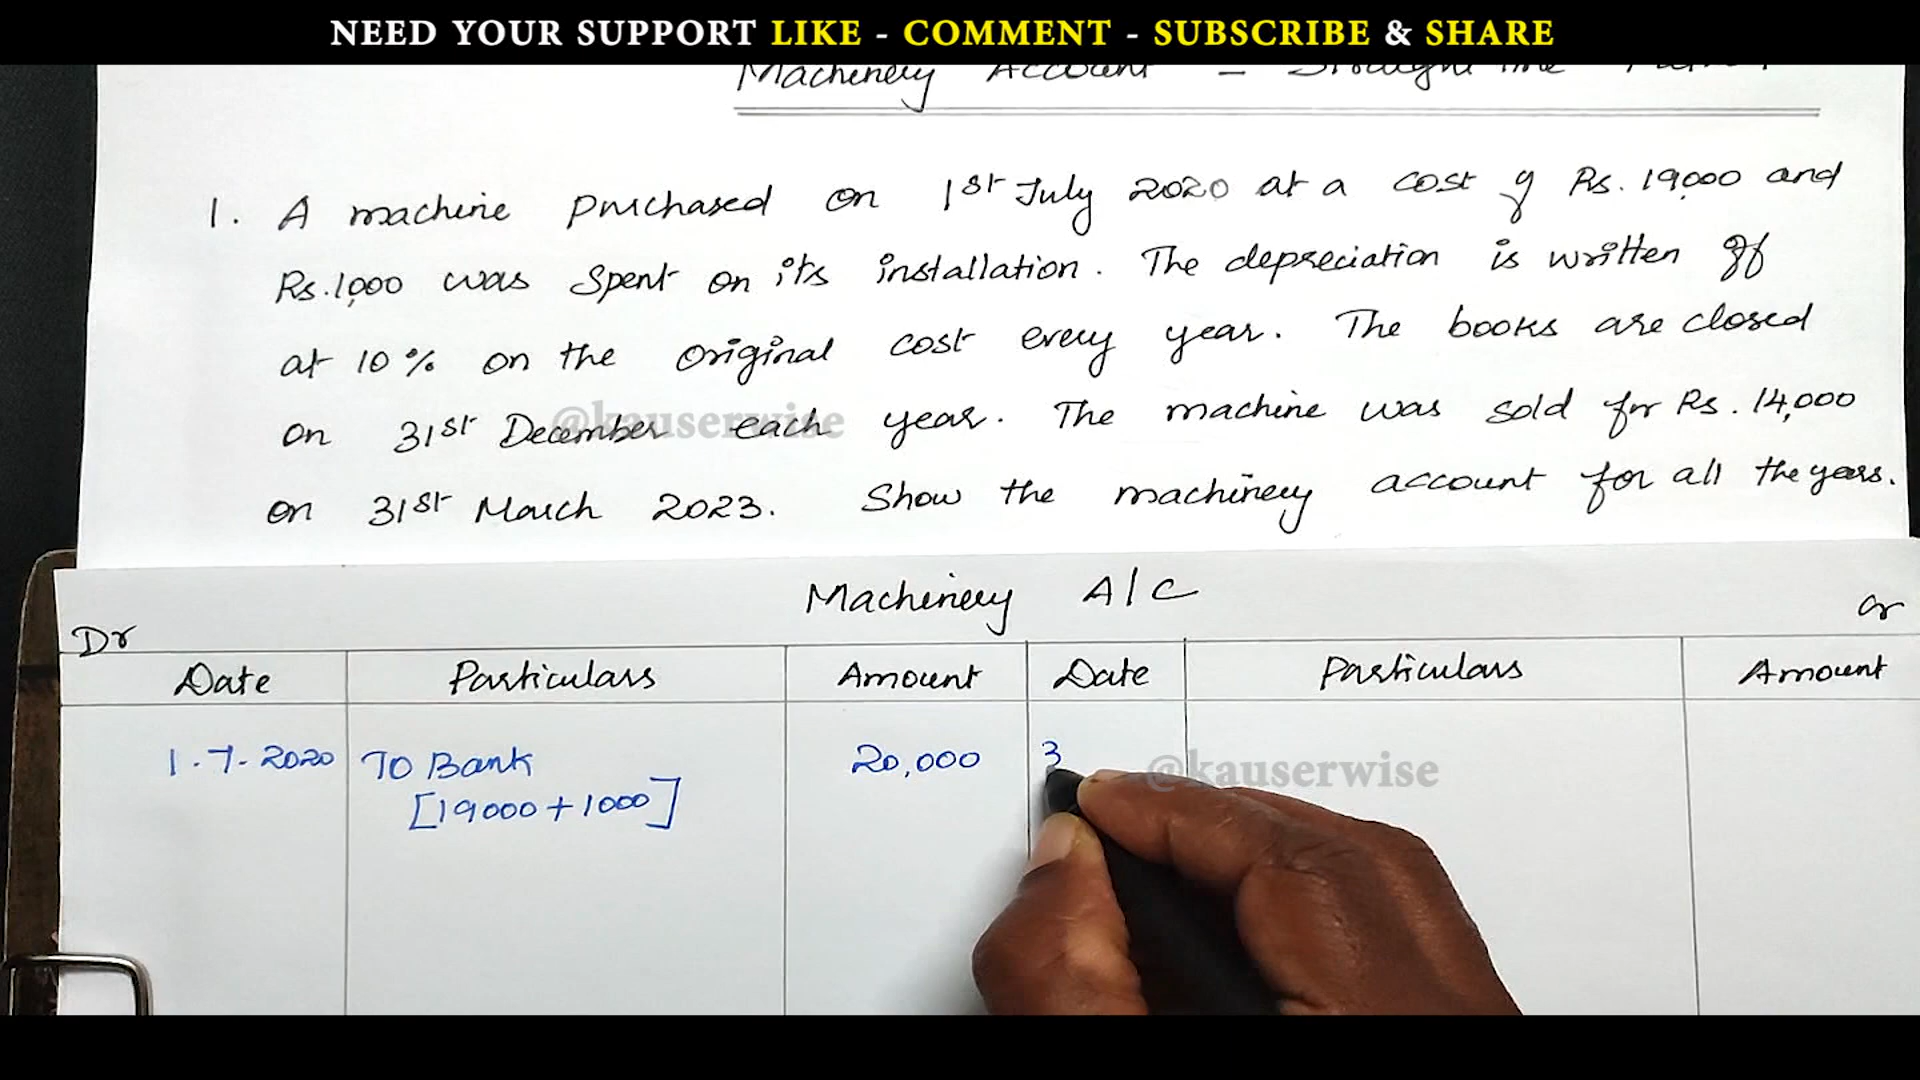 NEED YOUR SUPPORT LIKE - COMMENT - SUBSCRIBE & SHARE
Machinery Account - Straight line
1. A machine purchased on 1st July 2020 at a cost of Rs. 19,000 and
Rs. 1,000 was spent on its installation. The depreciation is written off
at 10% on the original cost every year. The books are closed
on 31st December each year. The machine was sold for Rs. 14,000
@kauserwise
on 31st March 2023. Show the machinery account for all the years.
Machinery A/C
Dr Cr
Date Particulars Amount Date Particulars Amount
1.7.2020 To Bank 20,000 3
@kauserwise
[19000+1000]